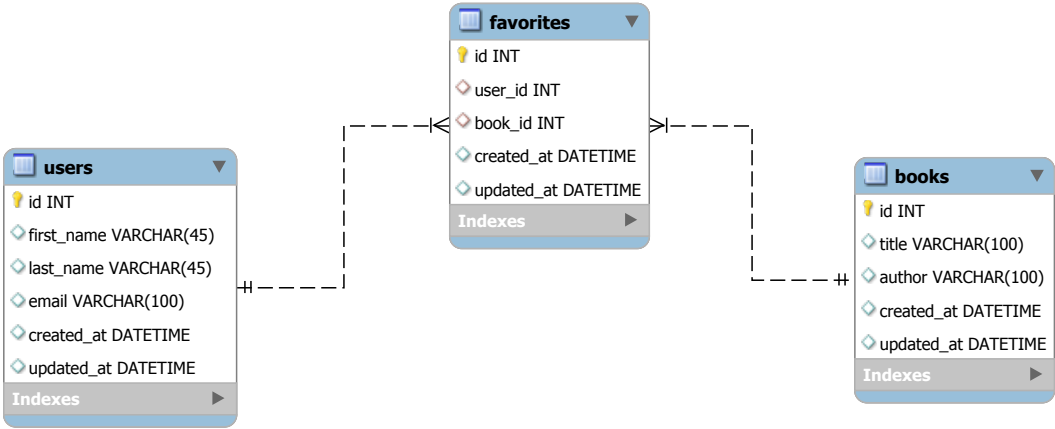 favorites
id INT
user_id INT
book_id INT
created_at DATETIME
updated_at DATETIME
Indexes
users
id INT
first_name VARCHAR(45)
last_name VARCHAR(45)
email VARCHAR(100)
created_at DATETIME
updated_at DATETIME
Indexes
books
id INT
title VARCHAR(100)
author VARCHAR(100)
created_at DATETIME
updated_at DATETIME
Indexes